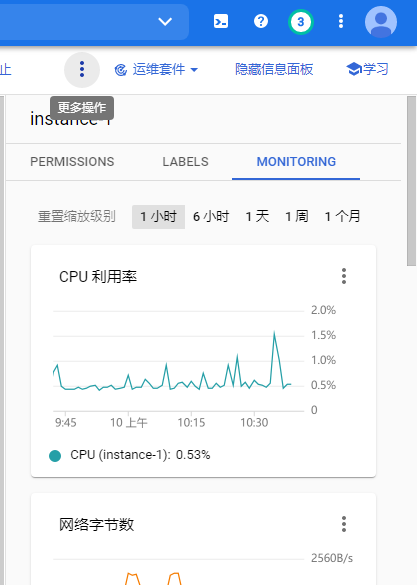 3
止
运维套件
隐藏信息面板
学习
更多操作
instance-1
PERMISSIONS LABELS MONITORING
重置缩放级别 1 小时 6 小时 1 天 1 周 1 个月
CPU 利用率
2.0%
1.5%
1.0%
0.5%
0
9:45 10 上午 10:15 10:30
CPU (instance-1): 0.53%
网络字节数
2560B/s